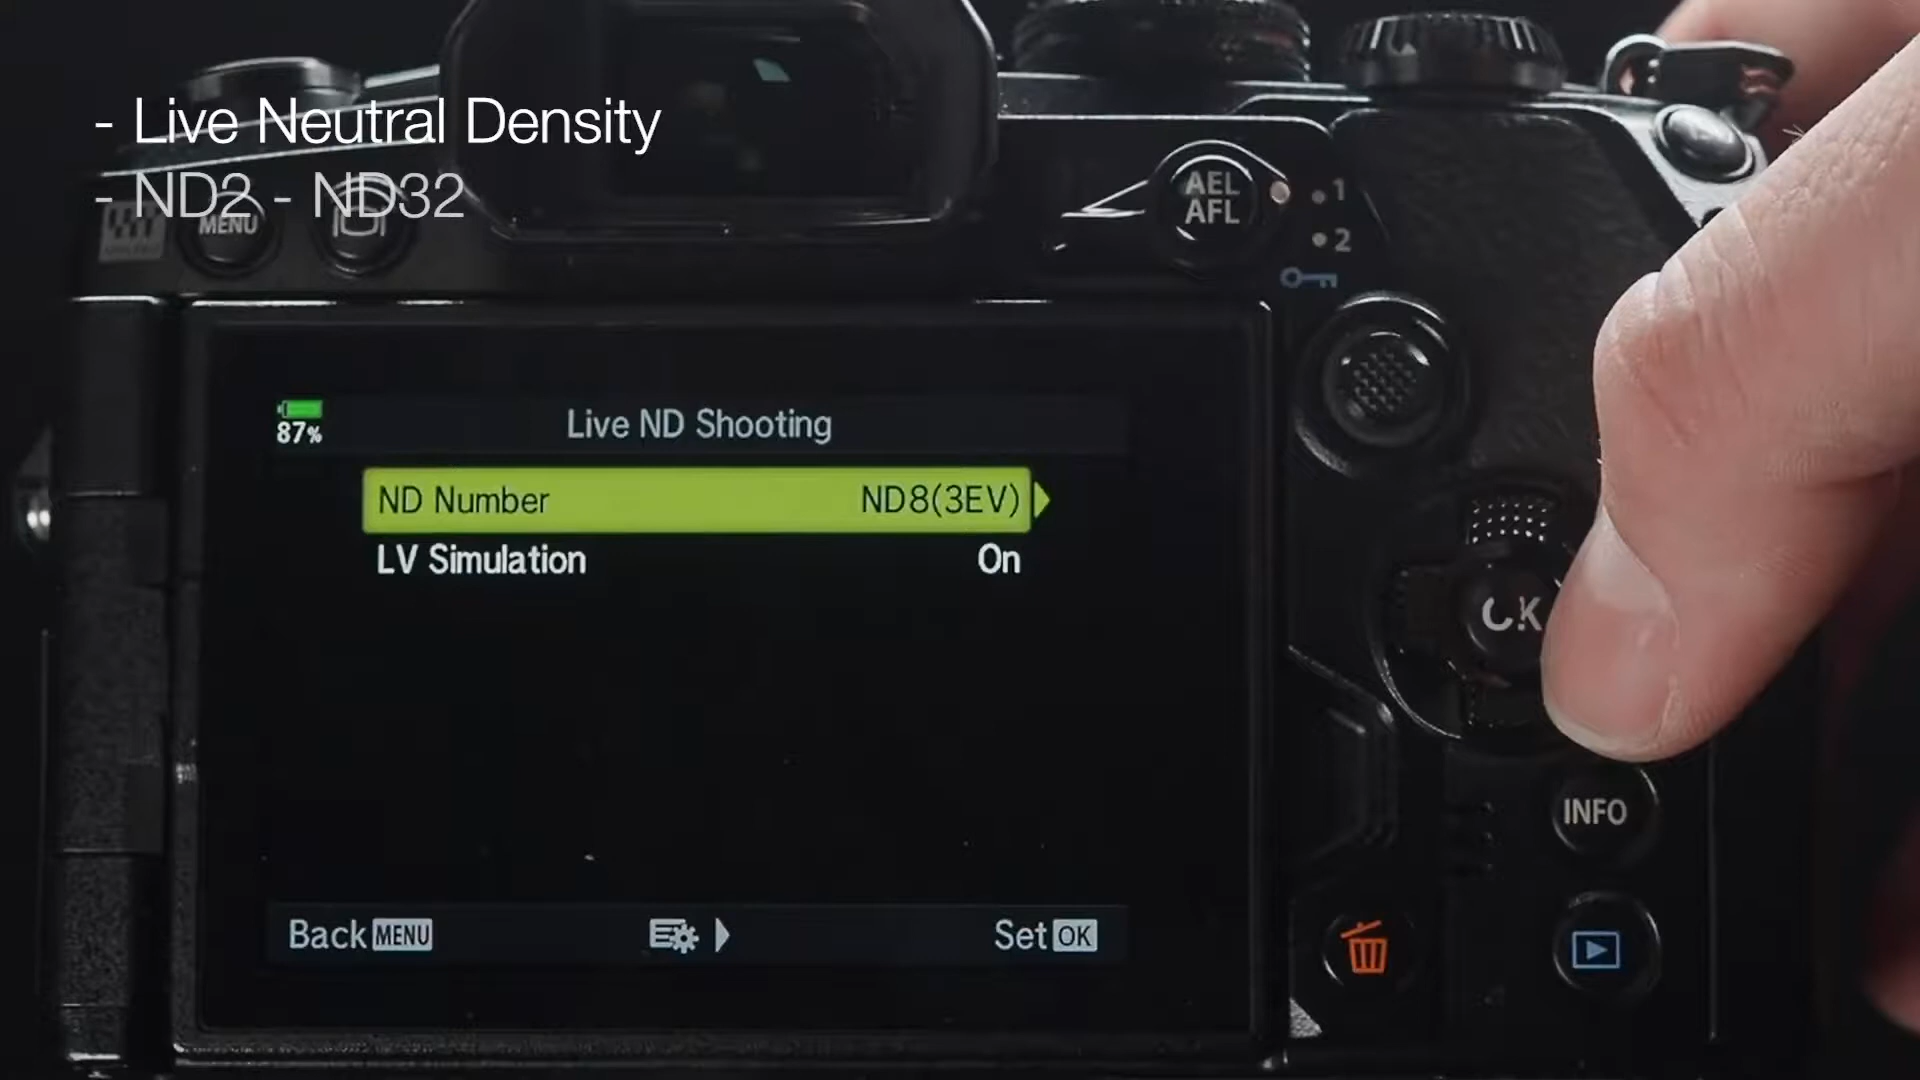 - Live Neutral Density
- ND2 - ND32
MENU
AEL
AFL
1
2
87%
Live ND Shooting
ND Number ND8(3EV)
LV Simulation On
OK
INFO
Back MENU Set OK